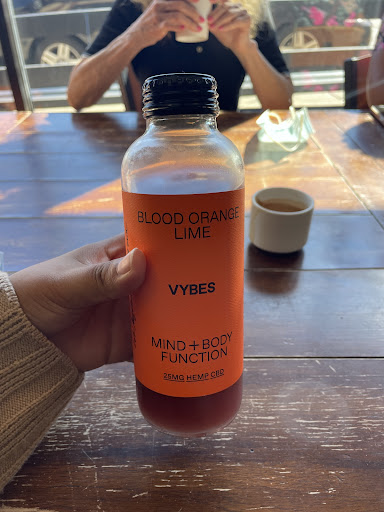 BLOOD ORANGE
LIME
VYBES
MIND + BODY
FUNCTION
25MG HEMP CBD